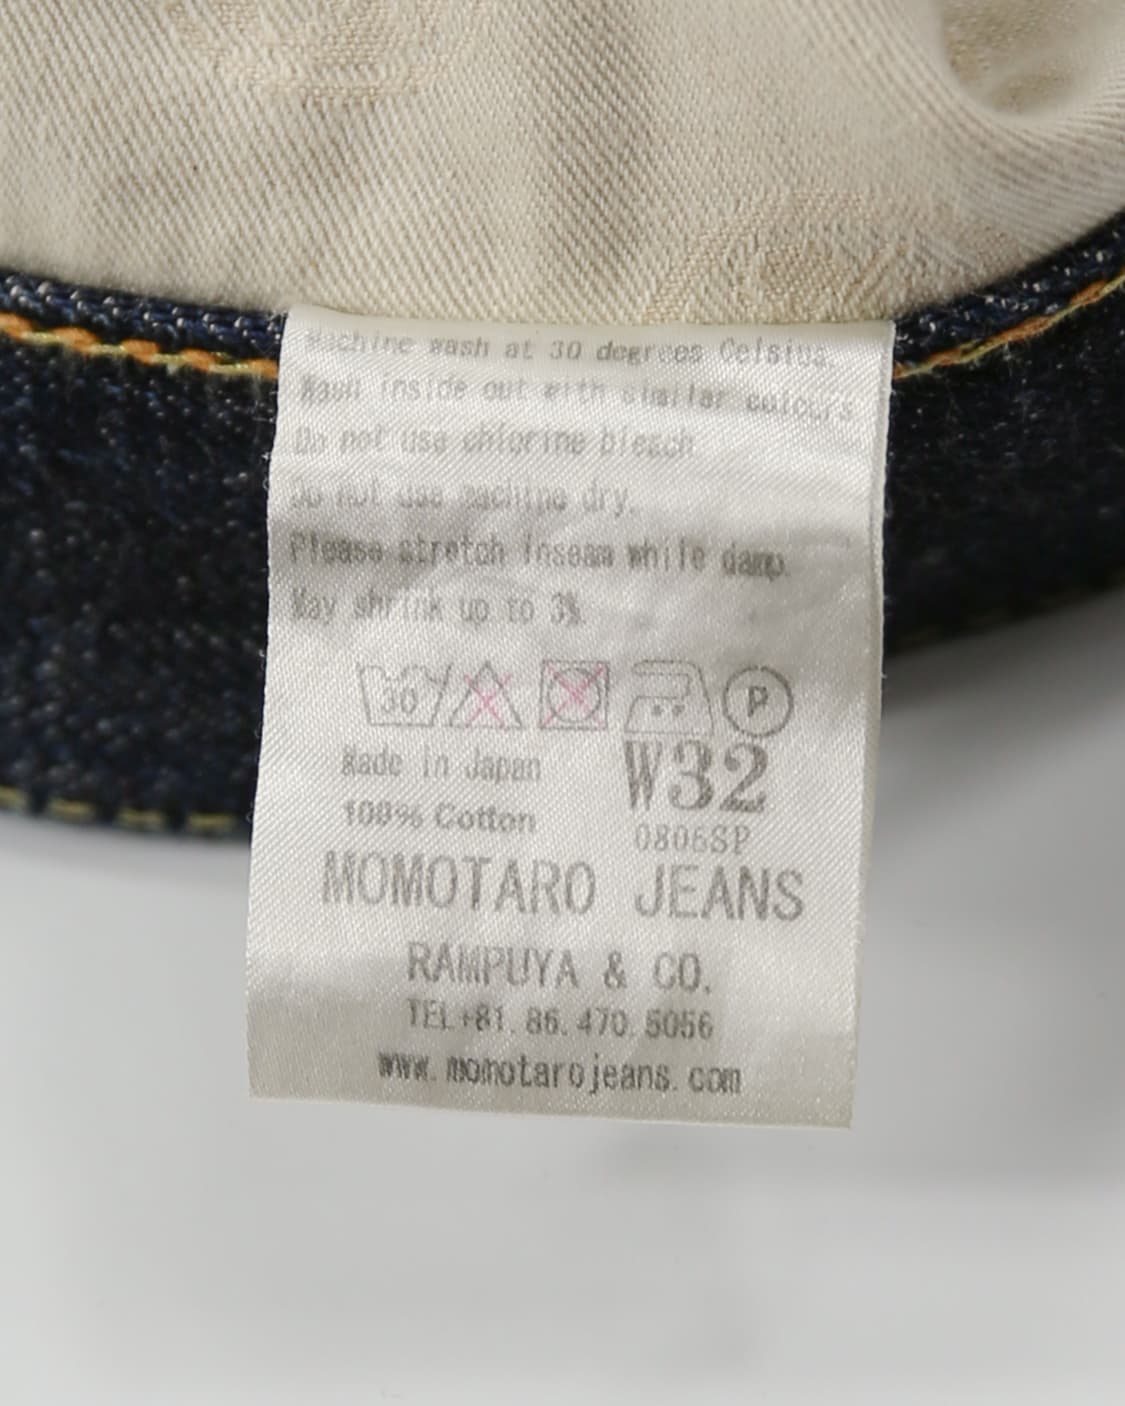 Machine wash at 30 degrees Celsius.
Wash inside out with similar colours
Do not use chlorine bleach
Do not use machine dry.
Please stretch inseam while damp.
May shrink up to 3%
30 P
Made in Japan
W32
100% Cotton
0806SP
MOMOTARO JEANS
RAMPUYA & CO.
TEL+81.86.470.5056
www.momotarojeans.com